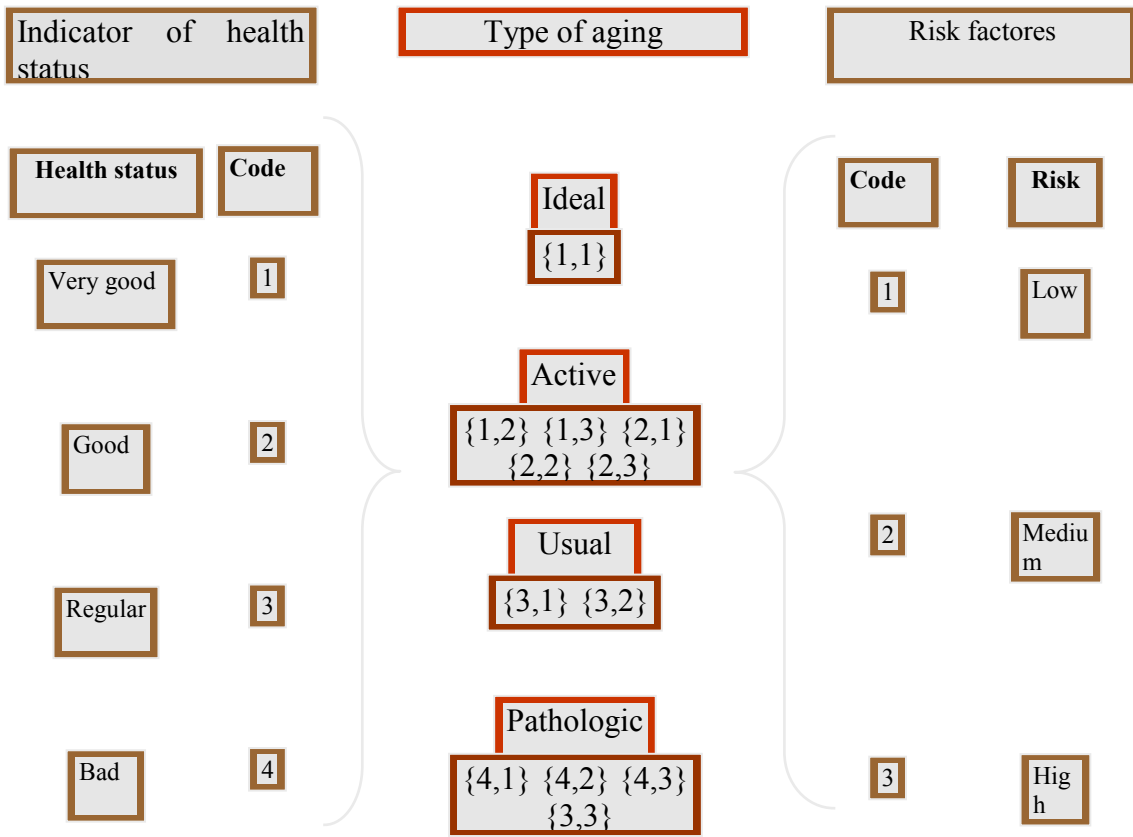 Indicator of health
status
Type of aging
Risk factores
Health status
Code
Very good
1
Good
2
Regular
3
Bad
4
Ideal
{1,1}
Active
{1,2} {1,3} {2,1}
{2,2} {2,3}
Usual
{3,1} {3,2}
Pathologic
{4,1} {4,2} {4,3}
{3,3}
Code
Risk
1
Low
2
Mediu
m
3
Hig
h